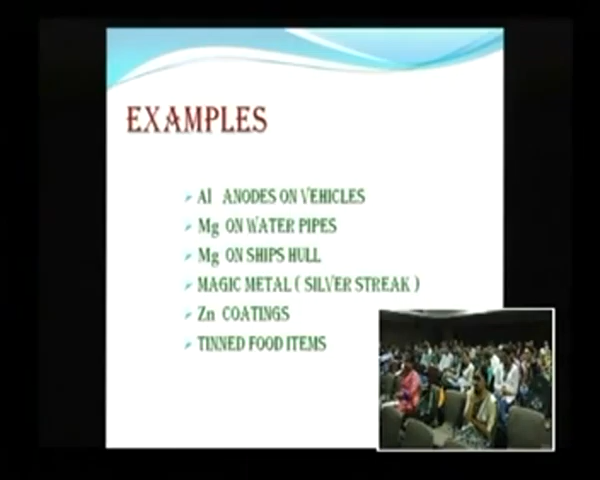 EXAMPLES
Al ANODES ON VEHICLES
Mg ON WATER PIPES
Mg ON SHIPS HULL
MAGIC METAL ( SILVER STREAK )
Zn COATINGS
TINNED FOOD ITEMS